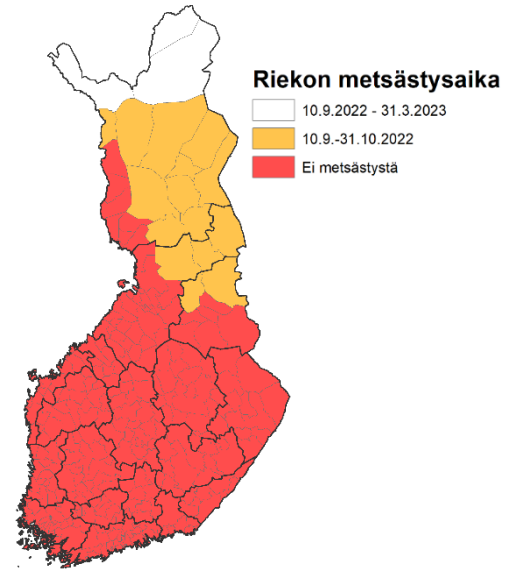 Riekon metsästysaika
10.9.2022 - 31.3.2023
10.9.-31.10.2022
Ei metsästystä